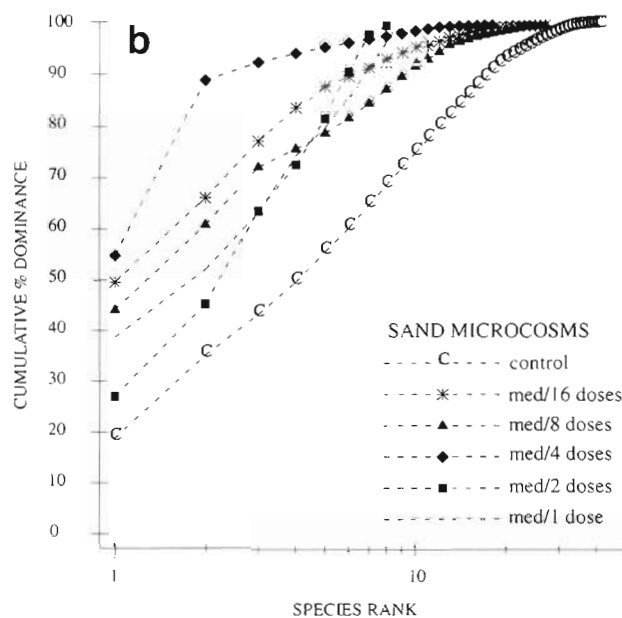 b
100
90
80
70
60
50
40
30
20
10
0
CUMULATIVE % DOMINANCE
1
10
SPECIES RANK
SAND MICROCOSMS
C control
med/16 doses
med/8 doses
med/4 doses
med/2 doses
med/1 dose